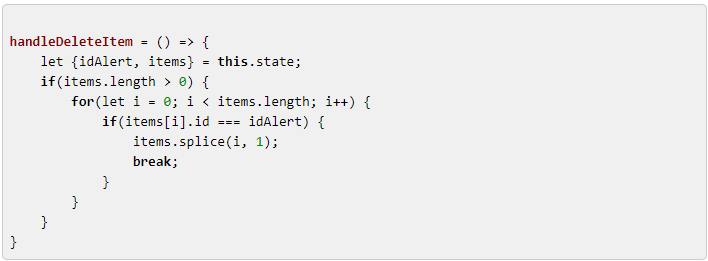 handleDeleteItem = () => {
    let {idAlert, items} = this.state;
    if(items.length > 0) {
        for(let i = 0; i < items.length; i++) {
            if(items[i].id === idAlert) {
                items.splice(i, 1);
                break;
            }
        }
    }
}